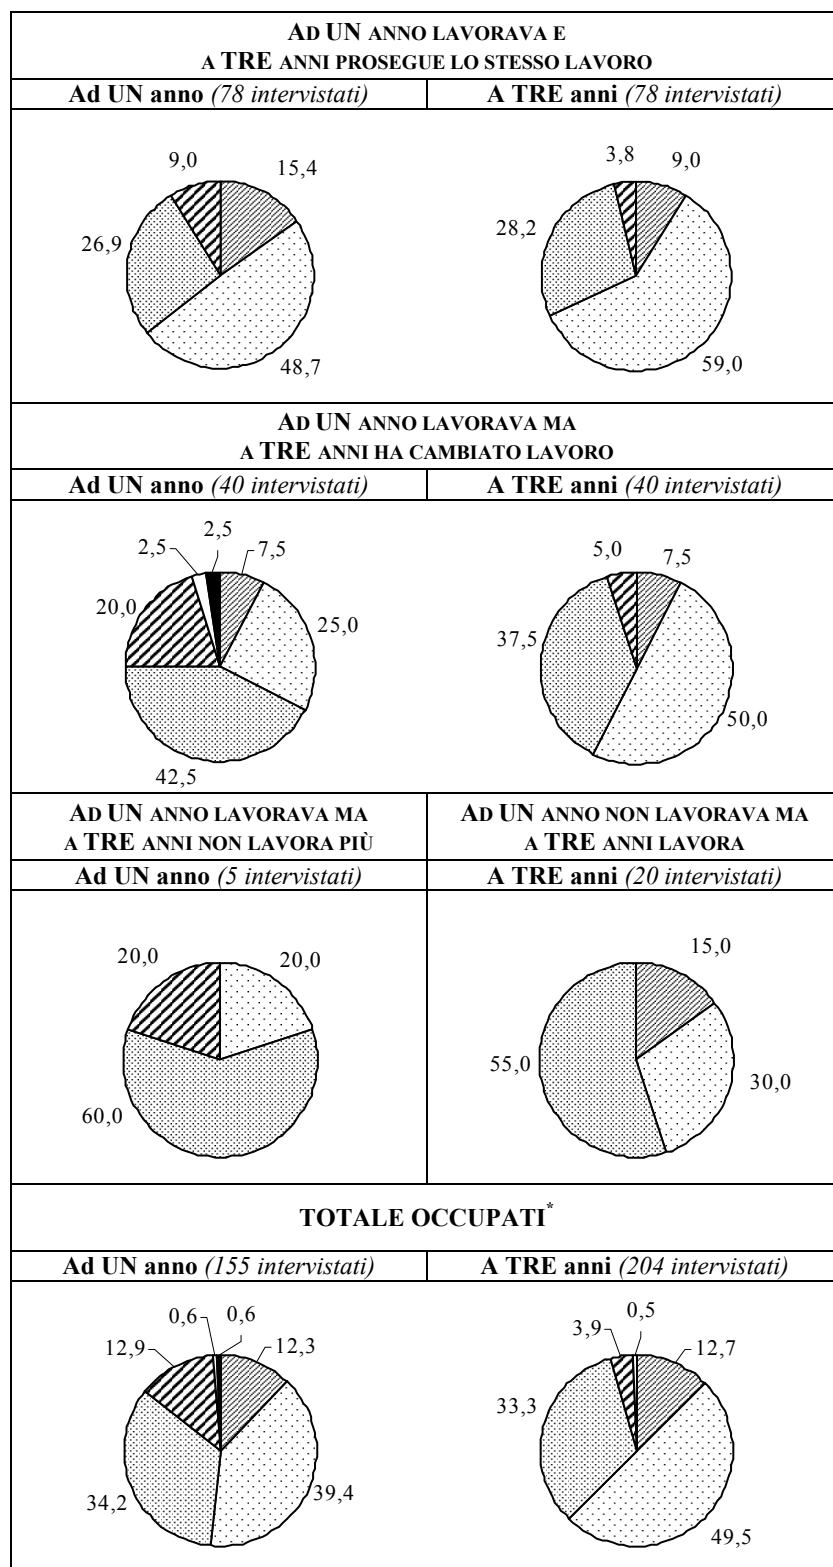 AD UN ANNO LAVORAVA E
A TRE ANNI PROSEGUE LO STESSO LAVORO
Ad UN anno (78 intervistati)
A TRE anni (78 intervistati)
9,0
15,4
26,9
48,7
3,8
9,0
28,2
59,0
AD UN ANNO LAVORAVA MA
A TRE ANNI HA CAMBIATO LAVORO
Ad UN anno (40 intervistati)
A TRE anni (40 intervistati)
2,5
2,5
7,5
20,0
25,0
42,5
5,0
7,5
37,5
50,0
AD UN ANNO LAVORAVA MA
A TRE ANNI NON LAVORA PIÙ
Ad UN anno (5 intervistati)
20,0
20,0
60,0
AD UN ANNO NON LAVORAVA MA
A TRE ANNI LAVORA
A TRE anni (20 intervistati)
15,0
55,0
30,0
TOTALE OCCUPATI*
Ad UN anno (155 intervistati)
A TRE anni (204 intervistati)
0,6
0,6
12,9
12,3
34,2
39,4
0,5
3,9
12,7
33,3
49,5